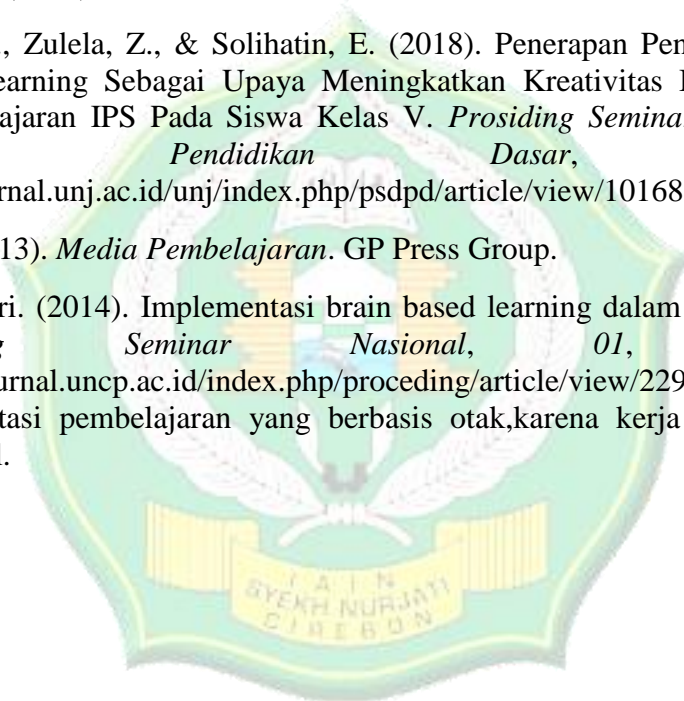 ., Zulela, Z., & Solihatin, E. (2018). Penerapan
earning Sebagai Upaya Meningkatkan Kreativitas
ajaran IPS Pada Siswa Kelas V. Prosiding
Pendidikan Dasar,
rnal.unj.ac.id/unj/index.php/psdpd/article/view/10168
13). Media Pembelajaran. GP Press Group.
ri. (2014). Implementasi brain based learning dalam
g Seminar Nasional, 01,
urnal.uncp.ac.id/index.php/proceding/article/view/229
tasi pembelajaran yang berbasis otak,karena kerja
l.
IAIN
SYEKH NURJATI
CIREBON